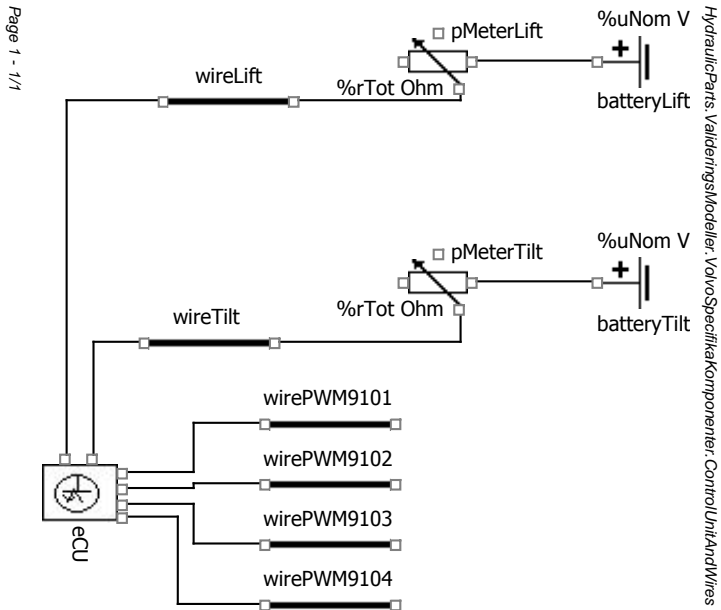 HydraulicParts.ValideringsModeller.VolvoSpecifikaKomponenter.ControlUnitAndWires
%uNom V
pMeterLift
wireLift
%rTot Ohm
batteryLift
%uNom V
pMeterTilt
%rTot Ohm
wireTilt
batteryTilt
wirePWM9101
wirePWM9102
wirePWM9103
eCU
wirePWM9104
Page 1 - 1/1